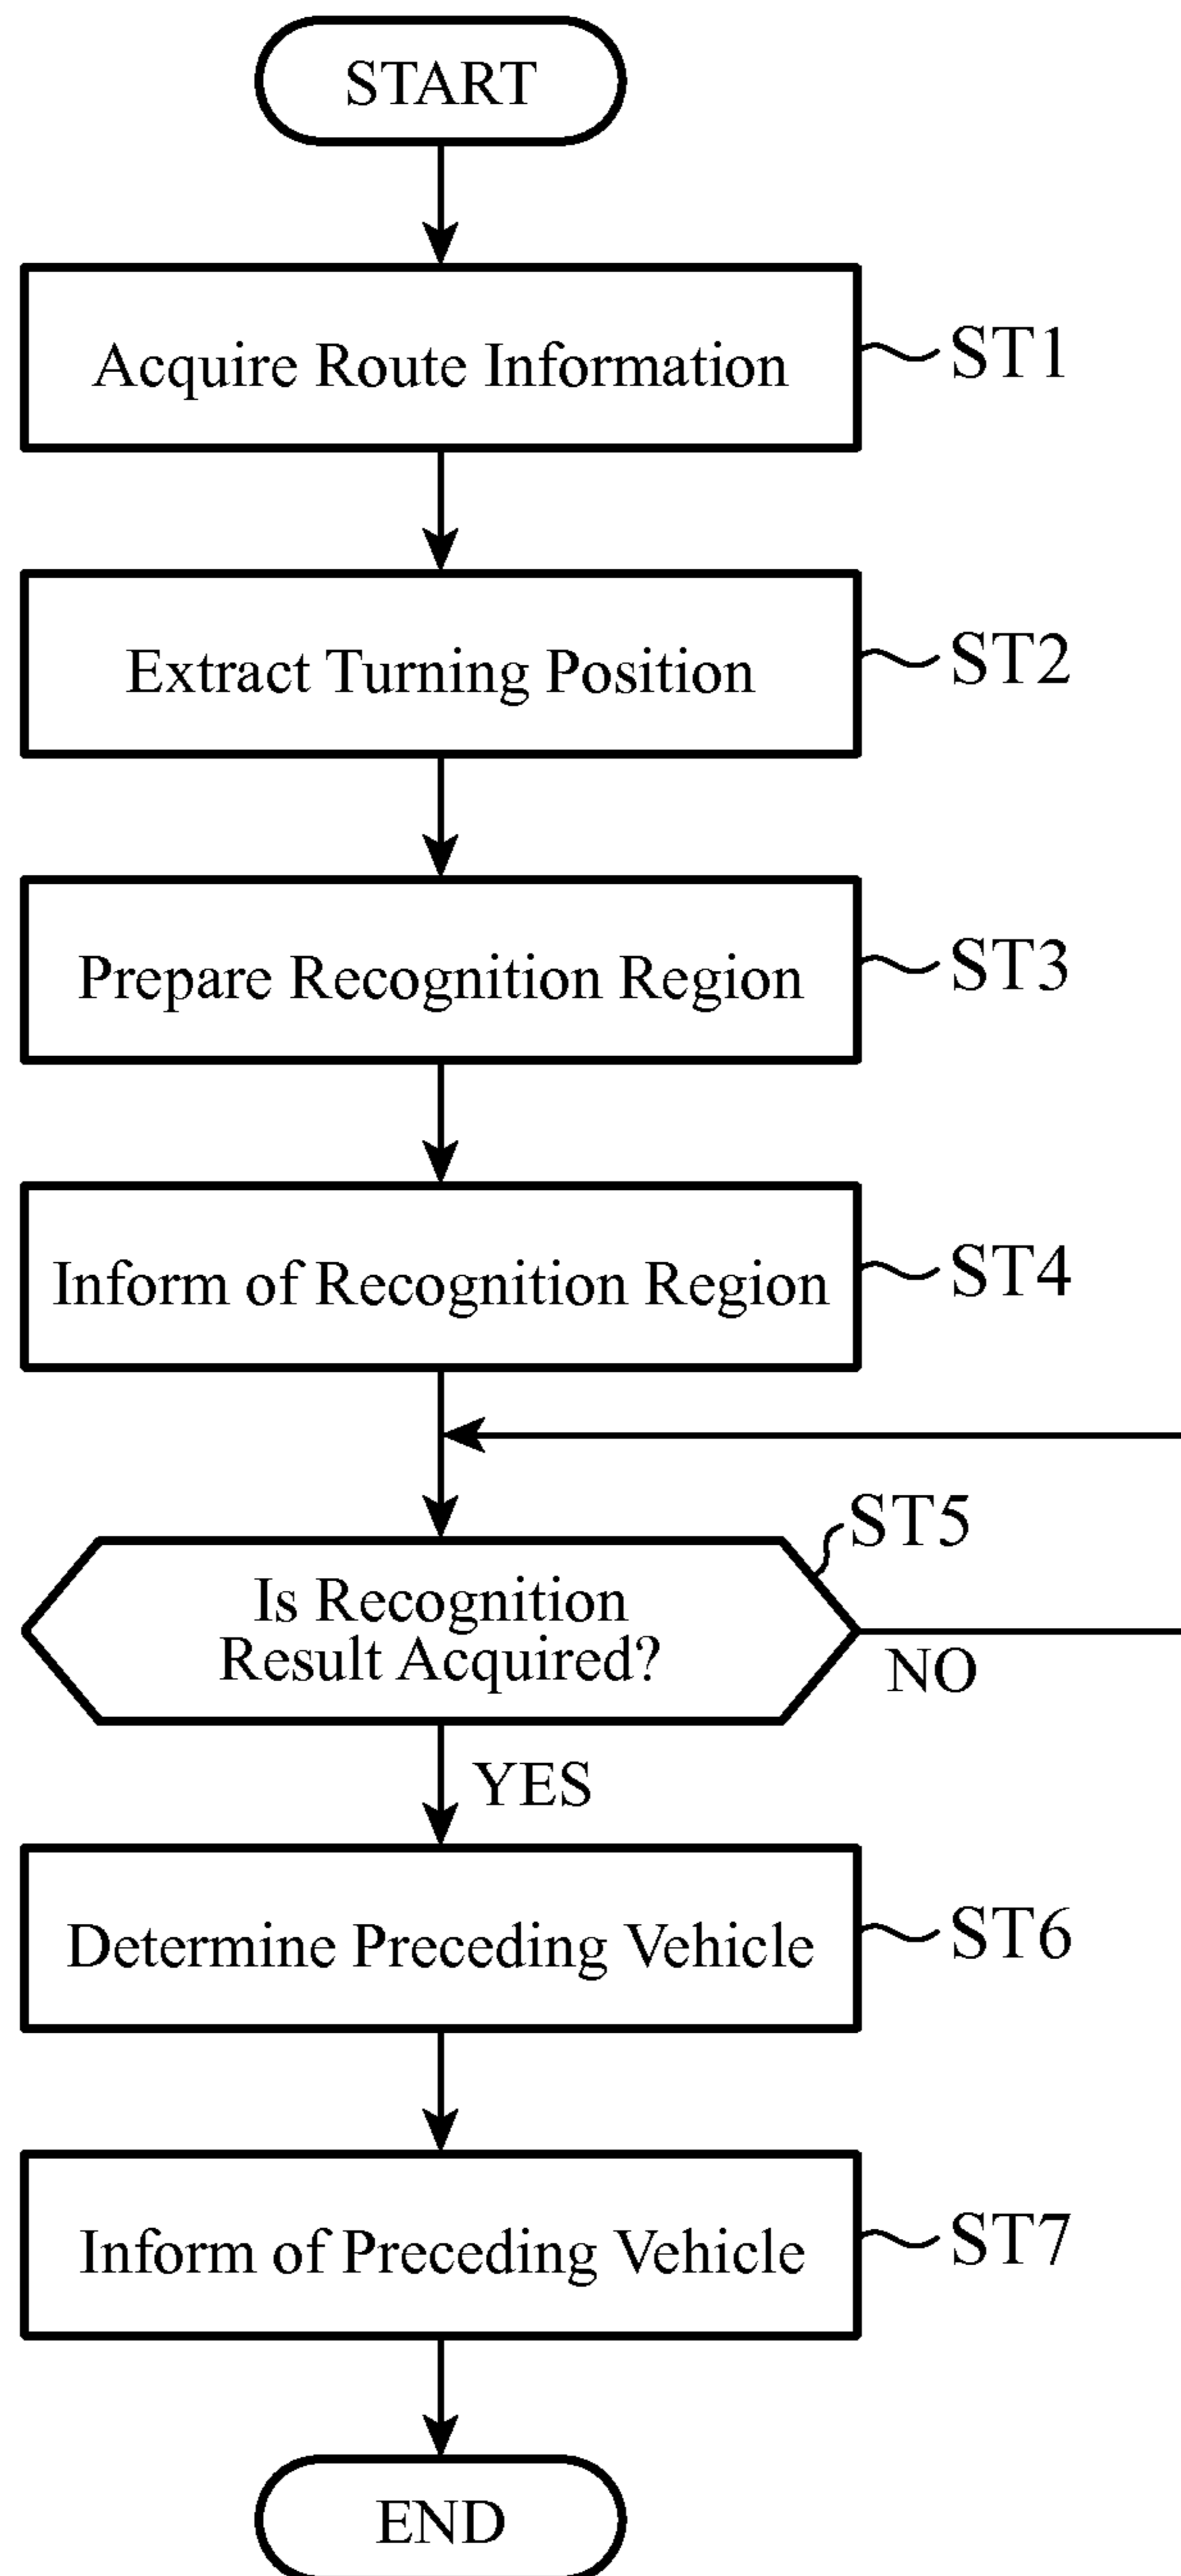 START
Acquire Route Information
ST1
Extract Turning Position
ST2
Prepare Recognition Region
ST3
Inform of Recognition Region
ST4
ST5
Is Recognition
Result Acquired?
NO
YES
Determine Preceding Vehicle
ST6
Inform of Preceding Vehicle
ST7
END